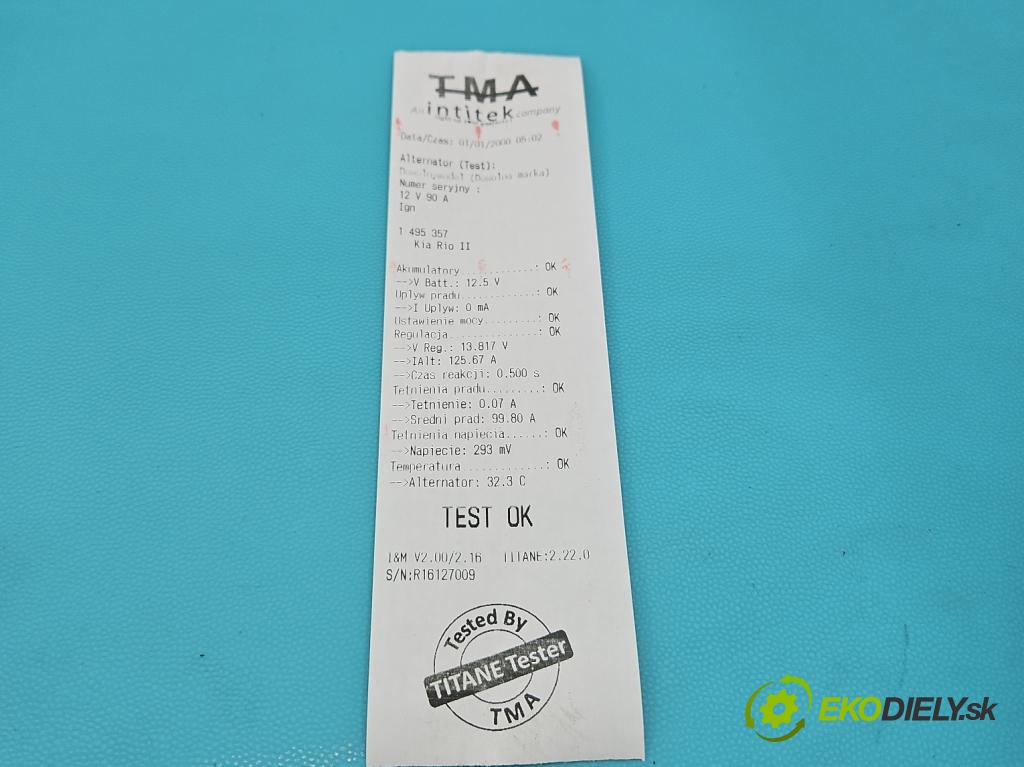 TMA
An intitek company
Data/Czas: 01/01/2000 05:02
Alternator (Test):
(Dowolna marka)
Numer seryjny :
12 V 90 A
Ign
1 495 357
Kia Rio II
Akumulatory............: OK
-->V Batt.: 12.5 V
Uplyw pradu............: OK
-->I Uplyw: 0 mA
Ustawienie mocy........: OK
Regulacja..............: OK
-->V Reg.: 13.817 V
-->IAlt: 125.67 A
-->Czas reakcji: 0.500 s
Tetnienia pradu........: OK
-->Tetnienie: 0.07 A
-->Sredni prad: 99.80 A
Tetnienia napiecia.....: OK
-->Napiecie: 293 mV
Temperatura............: OK
-->Alternator: 32.3 C
TEST OK
I&M V2.00/2.16 TITANE:2.22.0
S/N:R16127009
Tested By
TITANE Tester
TMA
EKODIELY.sk